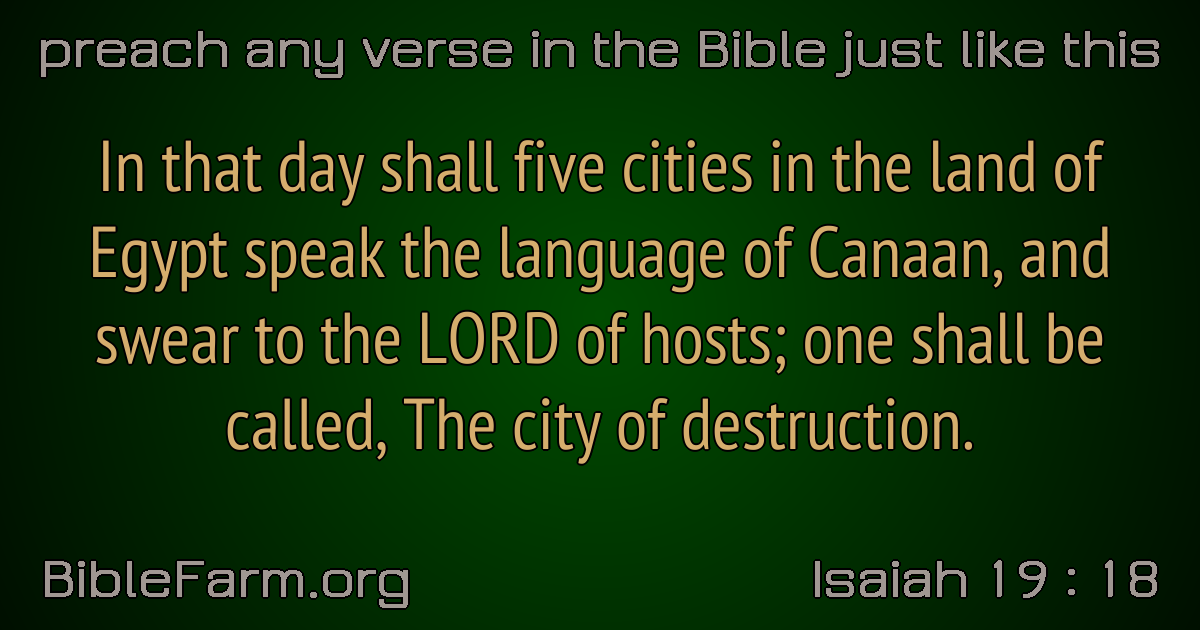 preach any verse in the Bible just like this
In that day shall five cities in the land of
Egypt speak the language of Canaan, and
swear to the LORD of hosts; one shall be
called, The city of destruction.
BibleFarm.org
Isaiah 19 : 18